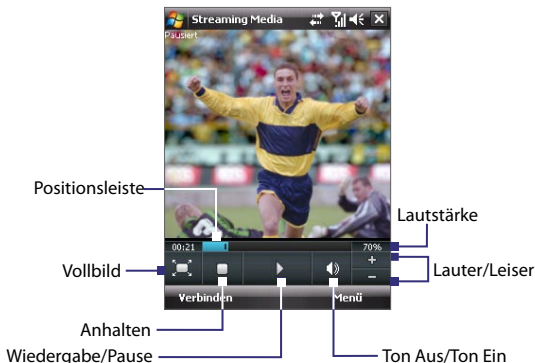 Streaming Media
Pausiert
Positionsleiste
Lautstärke
00:21
70%
Vollbild
+
Lauter/Leiser
−
Verbinden
Menü
Anhalten
Wiedergabe/Pause
Ton Aus/Ton Ein